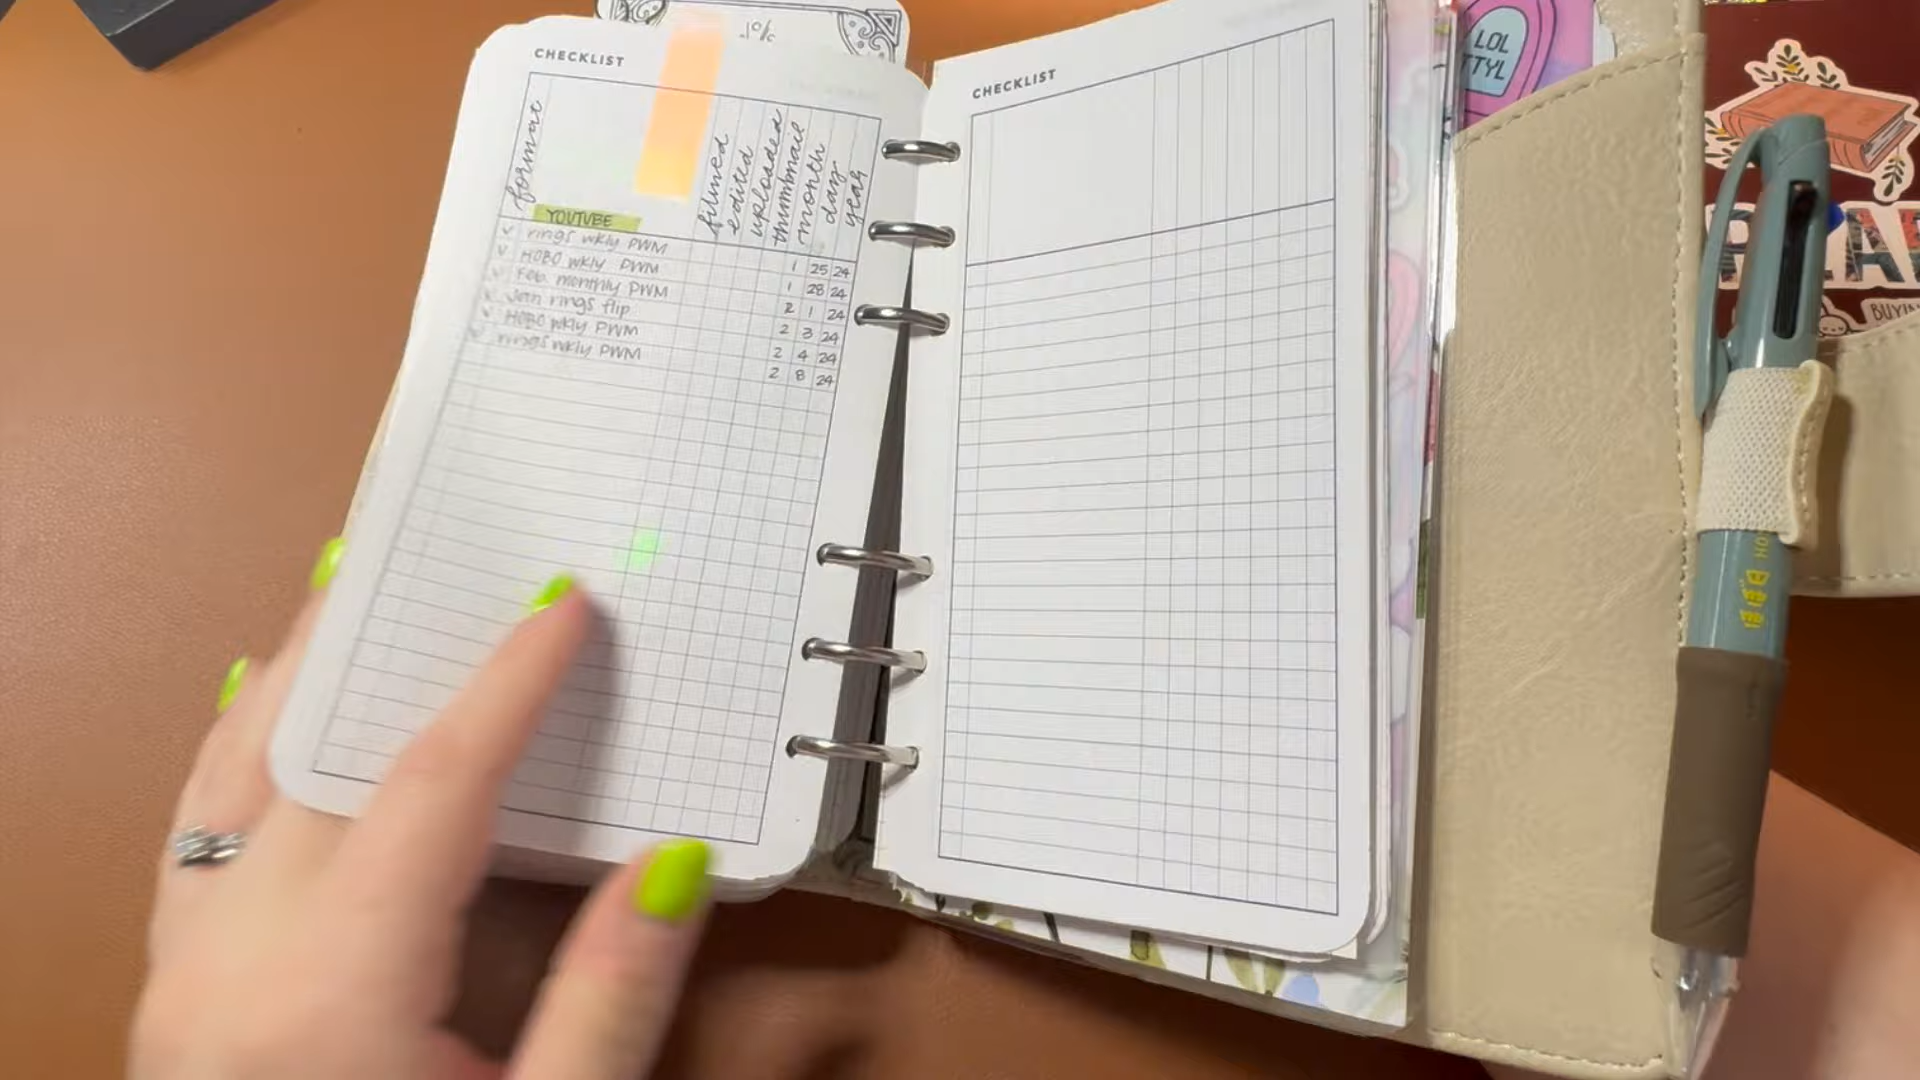 CHECKLIST
format
filmed
edited
uploaded
thumbnail
month
day
year
YOUTUBE
rings wkly PWM 1 25 24
HOBO wkly PWM 1 28 24
Feb. monthly PWM 2 1 24
Jan rings flip 2 3 24
HOBO wkly PWM 2 4 24
rings wkly PWM 2 8 24
CHECKLIST
LOL
TTYL